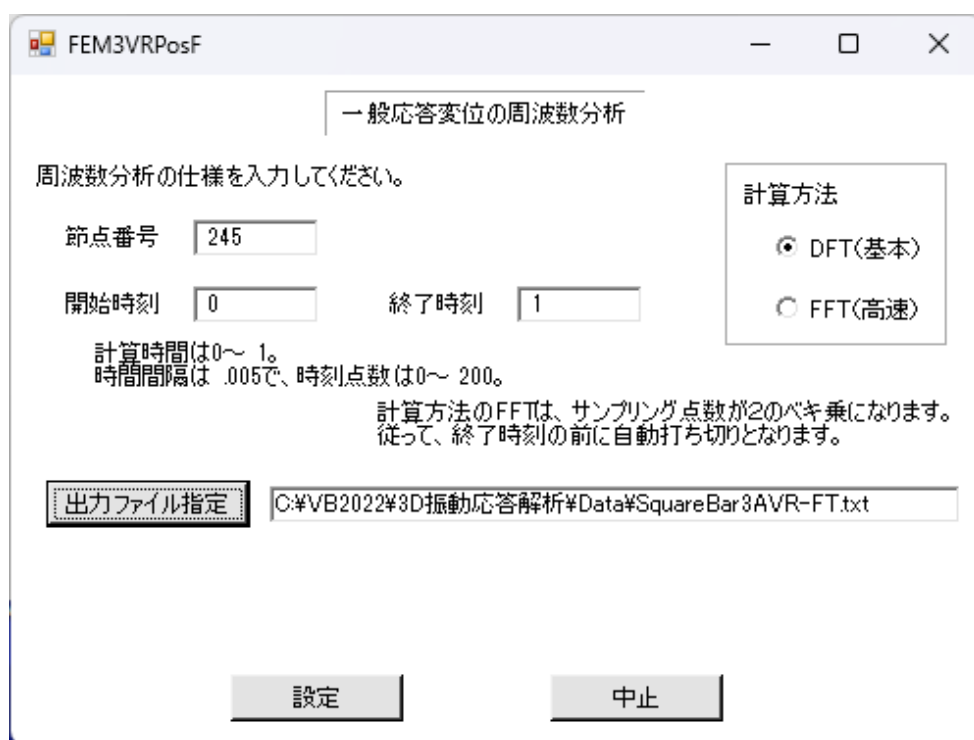 FEM3VRPosF
一般応答変位の周波数分析
周波数分析の仕様を入力してください。
計算方法
節点番号 245
DFT(基本)
開始時刻 0 終了時刻 1
FFT(高速)
計算時間は0～ 1。
時間間隔は .005で、時刻点数は0～ 200。
計算方法のFFTは、サンプリング点数が2のベキ乗になります。
従って、終了時刻の前に自動打ち切りとなります。
出力ファイル指定 C:¥VB2022¥3D振動応答解析¥Data¥SquareBar3AVR-FT.txt
設定 中止